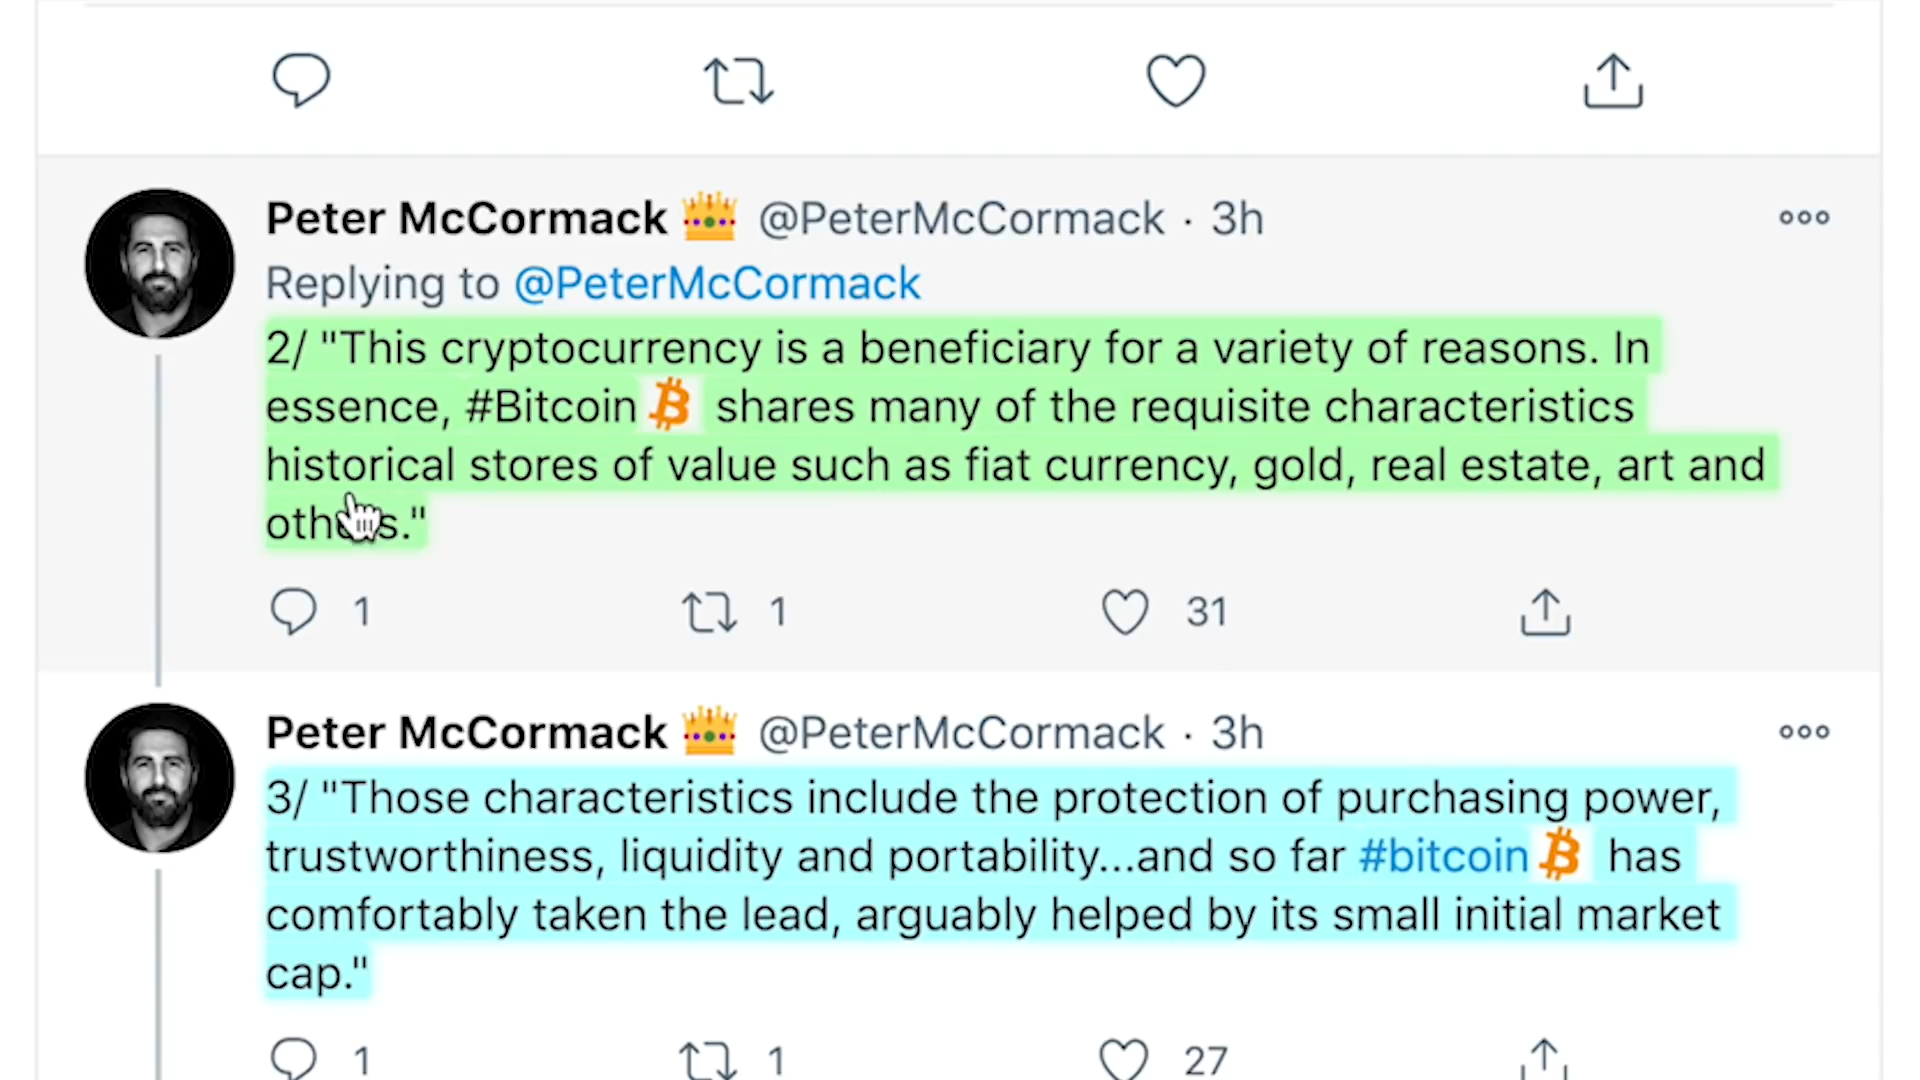 Peter McCormack 👑 @PeterMcCormack · 3h
Replying to @PeterMcCormack
2/ "This cryptocurrency is a beneficiary for a variety of reasons. In
essence, #Bitcoin shares many of the requisite characteristics
historical stores of value such as fiat currency, gold, real estate, art and
others."
1 1 31
Peter McCormack 👑 @PeterMcCormack · 3h
3/ "Those characteristics include the protection of purchasing power,
trustworthiness, liquidity and portability...and so far #bitcoin has
comfortably taken the lead, arguably helped by its small initial market
cap."
1 1 27